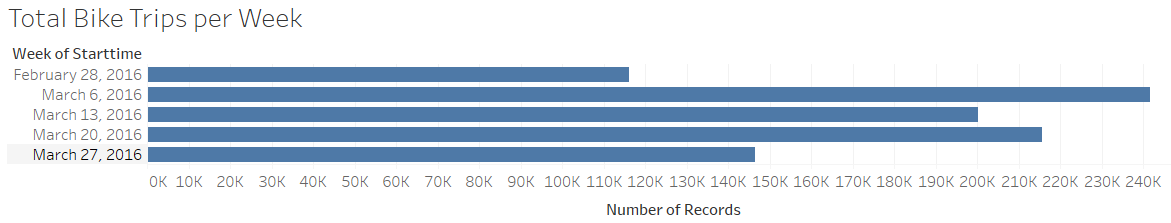 Total Bike Trips per Week
Week of Starttime
February 28, 2016
March 6, 2016
March 13, 2016
March 20, 2016
March 27, 2016
0K 10K 20K 30K 40K 50K 60K 70K 80K 90K 100K 110K 120K 130K 140K 150K 160K 170K 180K 190K 200K 210K 220K 230K 240K
Number of Records